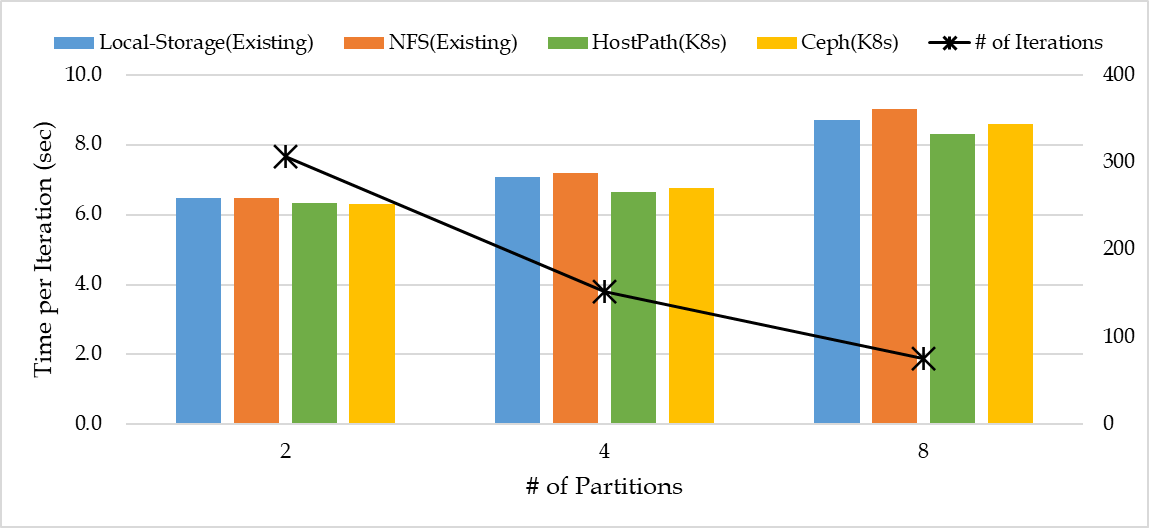 Local-Storage(Existing) NFS(Existing) HostPath(K8s) Ceph(K8s) # of Iterations
10.0 400
8.0
300
6.0
200
4.0
100
2.0
0.0 0
Time per Iteration (sec)
2 4 8
# of Partitions